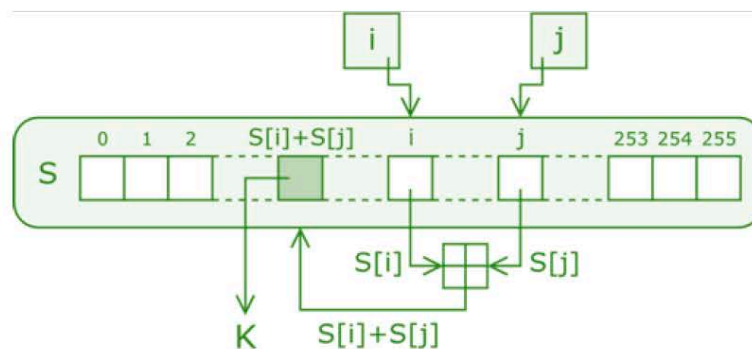 i j
0 1 2 S[i]+S[j] i j 253 254 255
S
S[i] S[j]
K S[i]+S[j]